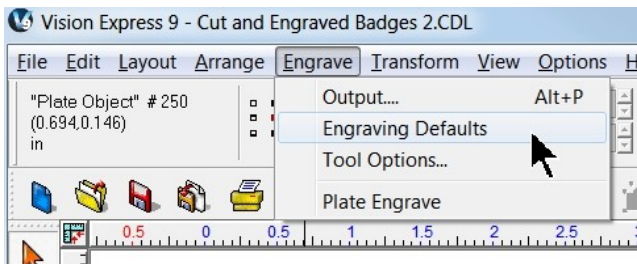 Vision Express 9 - Cut and Engraved Badges 2.CDL
File Edit Layout Arrange Engrave Transform View Options H
"Plate Object" # 250
(0.694,0.146)
in
Output.... Alt+P
Engraving Defaults
Tool Options...
Plate Engrave
0.5 0 0.5 1 1.5 2 2.5